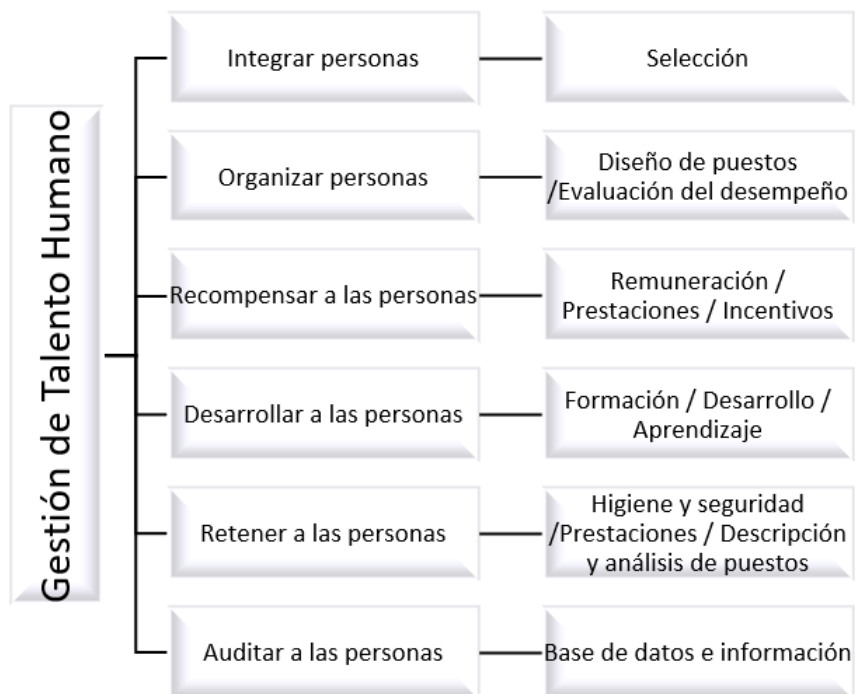 Gestión de Talento Humano
Integrar personas
Selección
Organizar personas
Diseño de puestos
/Evaluación del desempeño
Recompensar a las personas
Remuneración /
Prestaciones / Incentivos
Desarrollar a las personas
Formación / Desarrollo /
Aprendizaje
Retener a las personas
Higiene y seguridad
/Prestaciones / Descripción
y análisis de puestos
Auditar a las personas
Base de datos e información